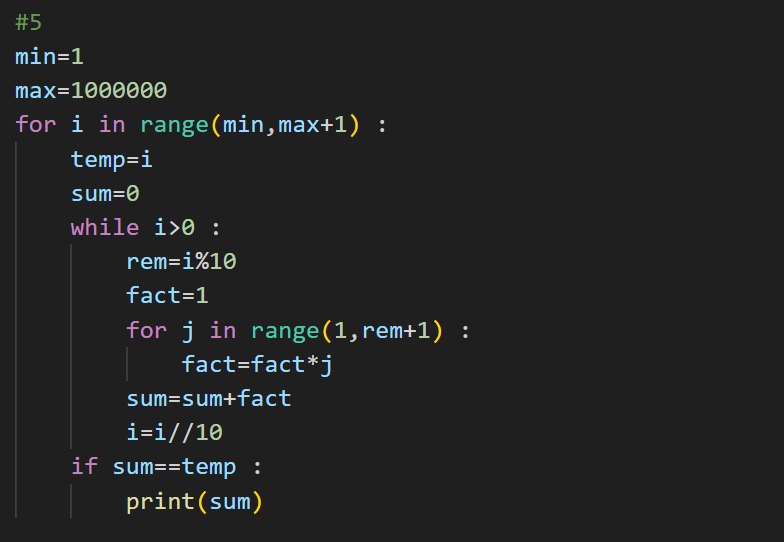 #5
min=1
max=1000000
for i in range(min,max+1) :
    temp=i
    sum=0
    while i>0 :
        rem=i%10
        fact=1
        for j in range(1,rem+1) :
            fact=fact*j
        sum=sum+fact
        i=i//10
    if sum==temp :
        print(sum)